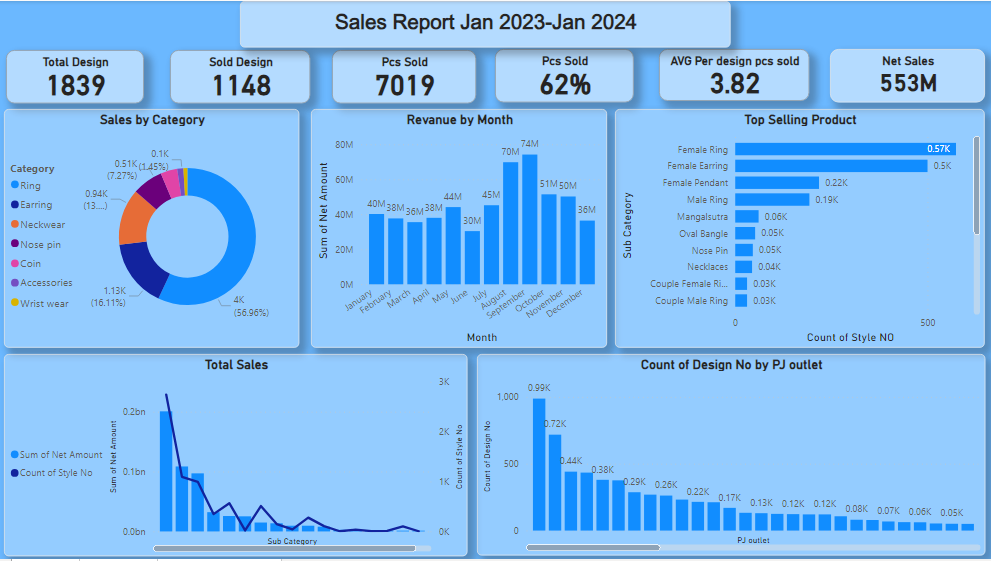 Sales Report Jan 2023-Jan 2024
Total Design
1839
Sold Design
1148
Pcs Sold
7019
Pcs Sold
62%
AVG Per design pcs sold
3.82
Net Sales
553M
Sales by Category
Category
Ring
Earring
Neckwear
Nose pin
Coin
Accessories
Wrist wear
0.1K
(1.45%)
0.51K
(7.27%)
0.94K
(13....)
1.13K
(16.11%)
4K
(56.96%)
Revanue by Month
Sum of Net Amount
80M
60M
40M
20M
0M
40M
38M
36M
38M
44M
30M
45M
70M
74M
51M
50M
36M
January
February
March
April
May
June
July
August
September
October
November
December
Month
Top Selling Product
Sub Category
Female Ring 0.57K
Female Earring 0.5K
Female Pendant 0.22K
Male Ring 0.19K
Mangalsutra 0.06K
Oval Bangle 0.05K
Nose Pin 0.05K
Necklaces 0.04K
Couple Female Ri... 0.03K
Couple Male Ring 0.03K
0 500
Count of Style NO
Total Sales
Sum of Net Amount
Count of Style No
Sum of Net Amount
0.2bn
0.1bn
0.0bn
3K
2K
1K
0K
Count of Style No
Sub Category
Count of Design No by PJ outlet
Count of Design No
1,000
500
0
0.99K
0.72K
0.44K
0.38K
0.29K
0.26K
0.22K
0.17K
0.13K
0.12K
0.12K
0.08K
0.07K
0.06K
0.05K
PJ outlet